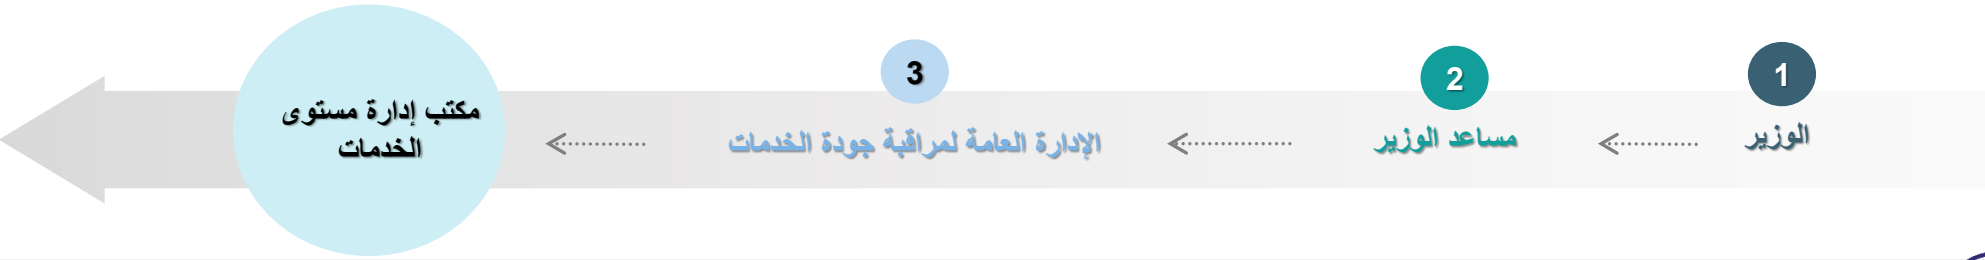 1
الوزير
2
مساعد الوزير
3
الإدارة العامة لمراقبة جودة الخدمات
مكتب إدارة مستوى
الخدمات